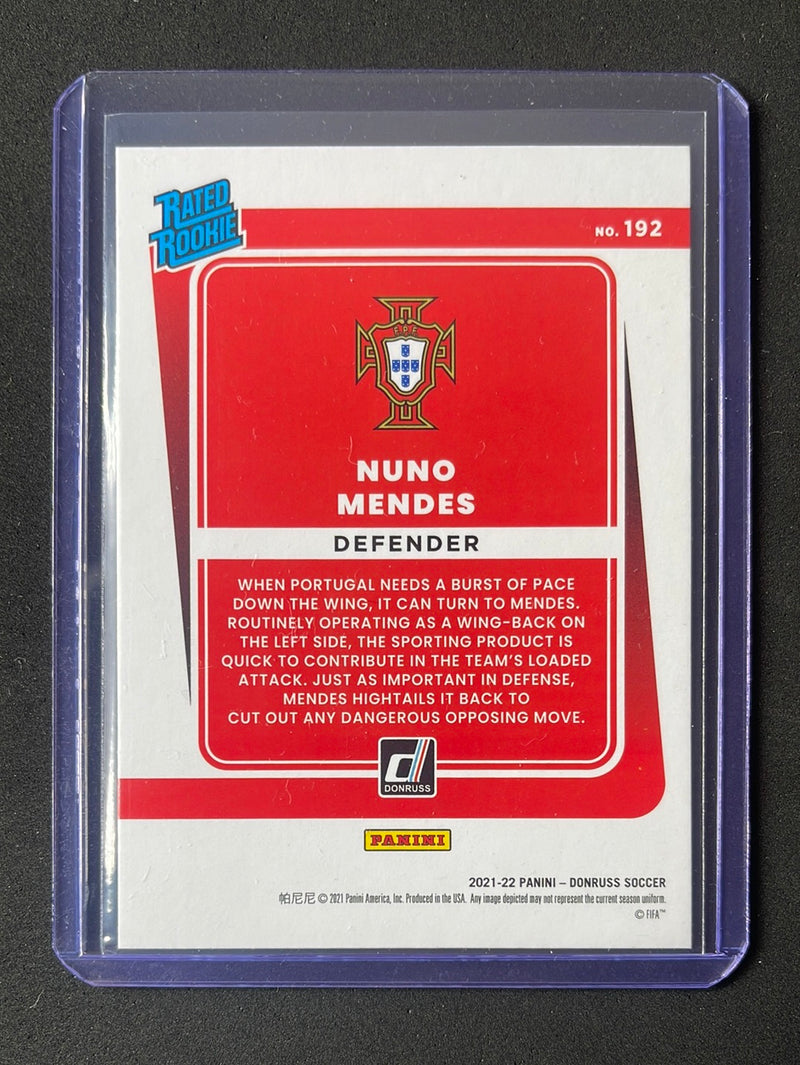 RATED
ROOKIE
NO. 192
F.P.F.
NUNO
MENDES
DEFENDER
WHEN PORTUGAL NEEDS A BURST OF PACE
DOWN THE WING, IT CAN TURN TO MENDES.
ROUTINELY OPERATING AS A WING-BACK ON
THE LEFT SIDE, THE SPORTING PRODUCT IS
QUICK TO CONTRIBUTE IN THE TEAM'S LOADED
ATTACK. JUST AS IMPORTANT IN DEFENSE,
MENDES HIGHTAILS IT BACK TO
CUT OUT ANY DANGEROUS OPPOSING MOVE.
DONRUSS
PANINI
2021-22 PANINI – DONRUSS SOCCER
帕尼尼 © 2021 Panini America, Inc. Produced in the USA. Any image depicted may not represent the current season uniform.
© FIFA™